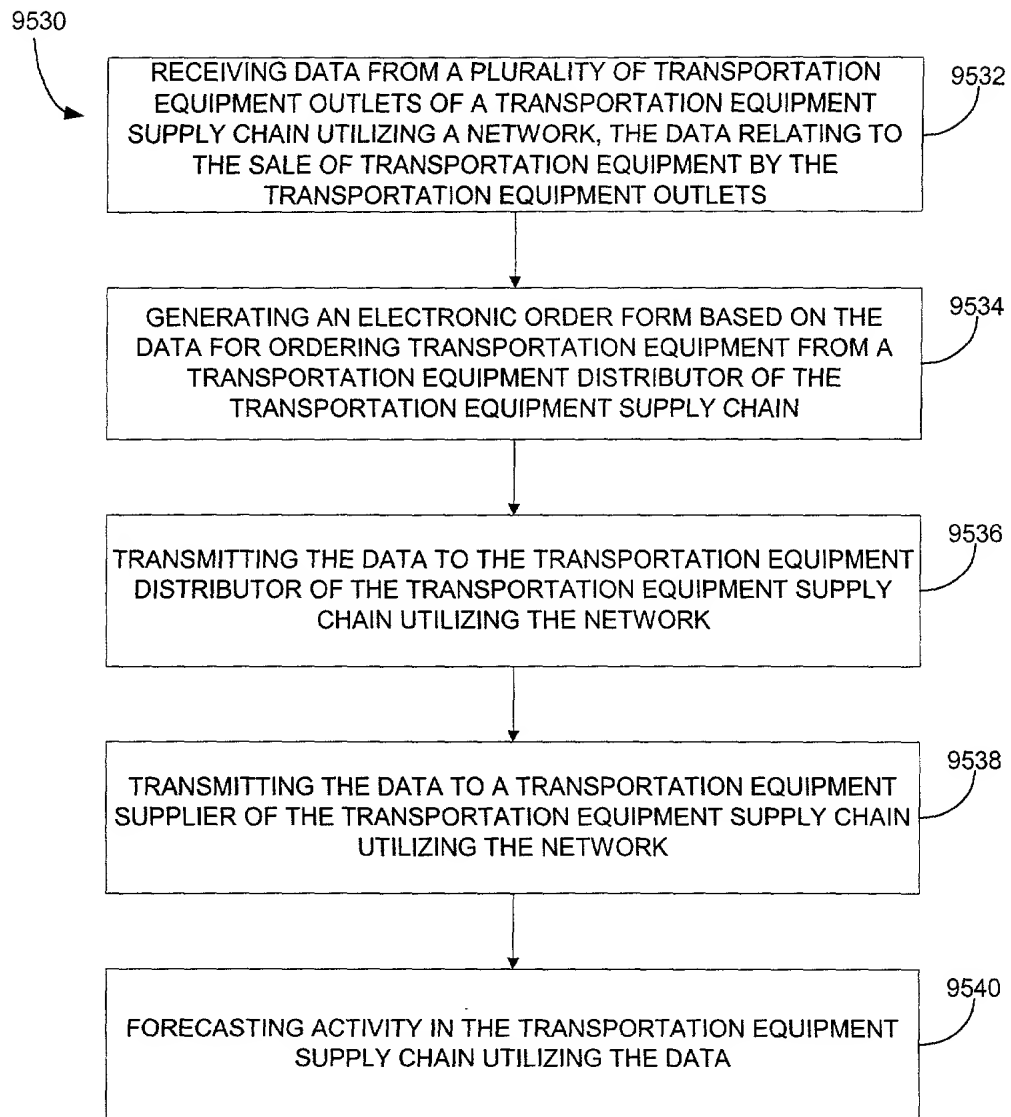 9530
RECEIVING DATA FROM A PLURALITY OF TRANSPORTATION
EQUIPMENT OUTLETS OF A TRANSPORTATION EQUIPMENT
SUPPLY CHAIN UTILIZING A NETWORK, THE DATA RELATING TO
THE SALE OF TRANSPORTATION EQUIPMENT BY THE
TRANSPORTATION EQUIPMENT OUTLETS
9532
GENERATING AN ELECTRONIC ORDER FORM BASED ON THE
DATA FOR ORDERING TRANSPORTATION EQUIPMENT FROM A
TRANSPORTATION EQUIPMENT DISTRIBUTOR OF THE
TRANSPORTATION EQUIPMENT SUPPLY CHAIN
9534
TRANSMITTING THE DATA TO THE TRANSPORTATION EQUIPMENT
DISTRIBUTOR OF THE TRANSPORTATION EQUIPMENT SUPPLY
CHAIN UTILIZING THE NETWORK
9536
TRANSMITTING THE DATA TO A TRANSPORTATION EQUIPMENT
SUPPLIER OF THE TRANSPORTATION EQUIPMENT SUPPLY CHAIN
UTILIZING THE NETWORK
9538
FORECASTING ACTIVITY IN THE TRANSPORTATION EQUIPMENT
SUPPLY CHAIN UTILIZING THE DATA
9540